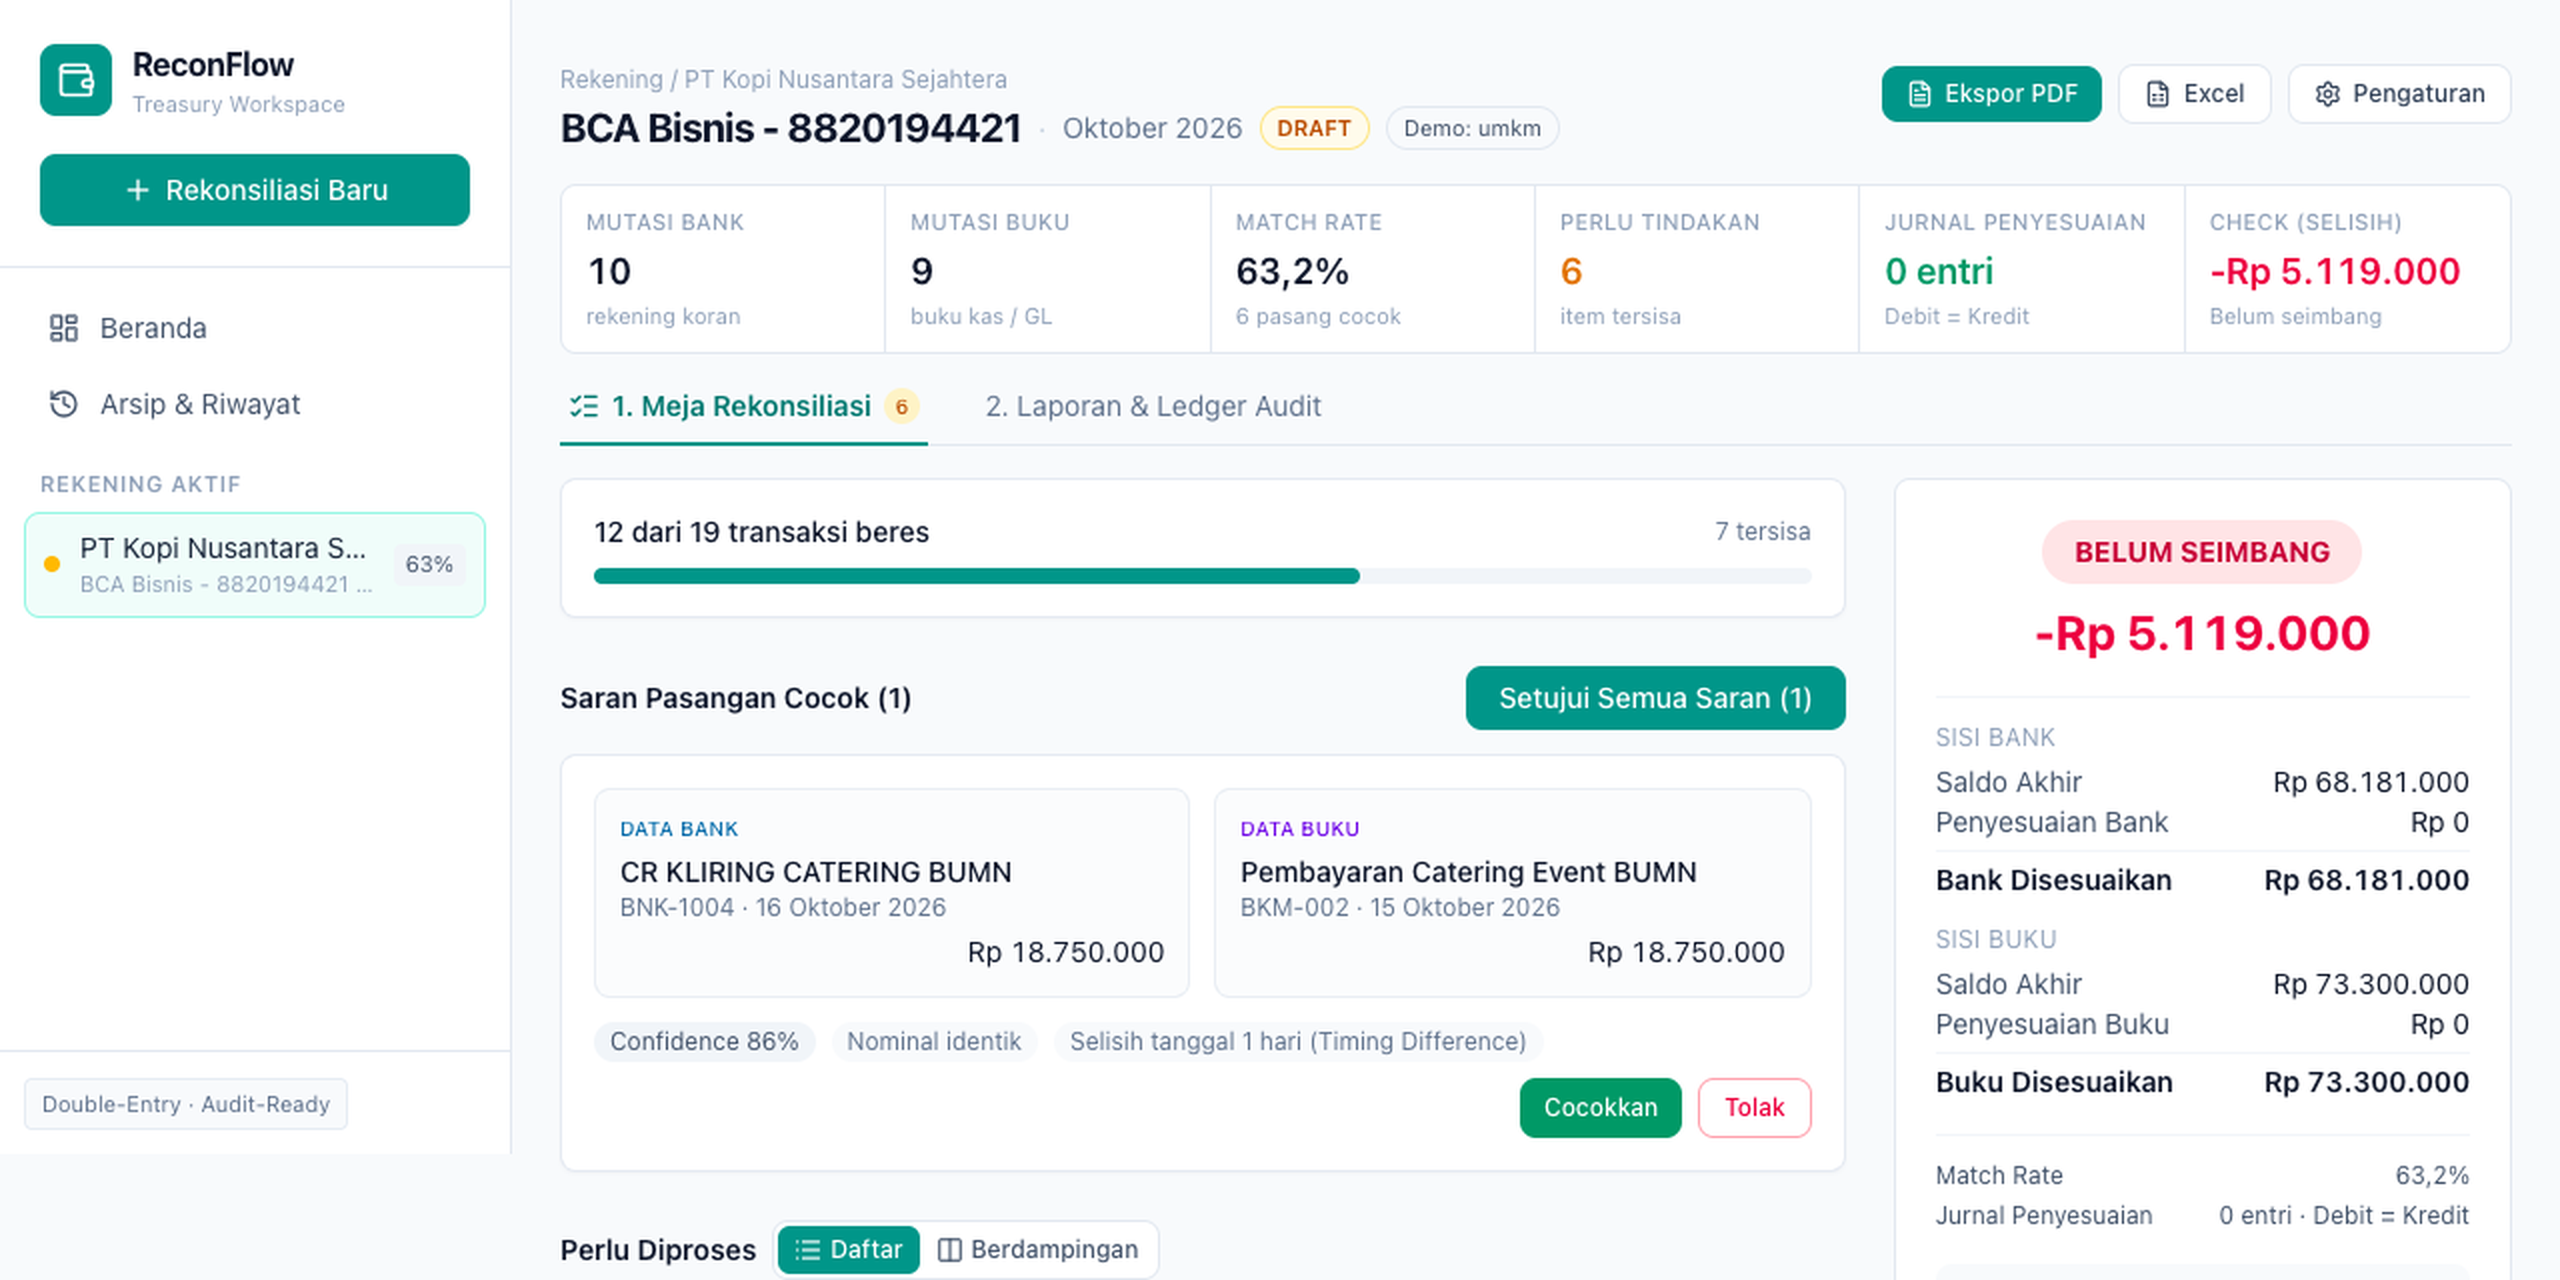 ReconFlow
Treasury Workspace
Rekonsiliasi Baru
Beranda
Arsip & Riwayat
REKENING AKTIF
PT Kopi Nusantara S...
BCA Bisnis - 8820194421 ...
63%
Double-Entry · Audit-Ready
Rekening / PT Kopi Nusantara Sejahtera
BCA Bisnis - 8820194421 · Oktober 2026 DRAFT Demo: umkm
Ekspor PDF
Excel
Pengaturan
MUTASI BANK
10
rekening koran
MUTASI BUKU
9
buku kas / GL
MATCH RATE
63,2%
6 pasang cocok
PERLU TINDAKAN
6
item tersisa
JURNAL PENYESUAIAN
0 entri
Debit = Kredit
CHECK (SELISIH)
-Rp 5.119.000
Belum seimbang
1. Meja Rekonsiliasi 6
2. Laporan & Ledger Audit
12 dari 19 transaksi beres
7 tersisa
Saran Pasangan Cocok (1)
Setujui Semua Saran (1)
DATA BANK
CR KLIRING CATERING BUMN
BNK-1004 · 16 Oktober 2026
Rp 18.750.000
DATA BUKU
Pembayaran Catering Event BUMN
BKM-002 · 15 Oktober 2026
Rp 18.750.000
Confidence 86%
Nominal identik
Selisih tanggal 1 hari (Timing Difference)
Cocokkan
Tolak
Perlu Diproses
Daftar
Berdampingan
BELUM SEIMBANG
-Rp 5.119.000
SISI BANK
Saldo Akhir Rp 68.181.000
Penyesuaian Bank Rp 0
Bank Disesuaikan Rp 68.181.000
SISI BUKU
Saldo Akhir Rp 73.300.000
Penyesuaian Buku Rp 0
Buku Disesuaikan Rp 73.300.000
Match Rate 63,2%
Jurnal Penyesuaian 0 entri · Debit = Kredit